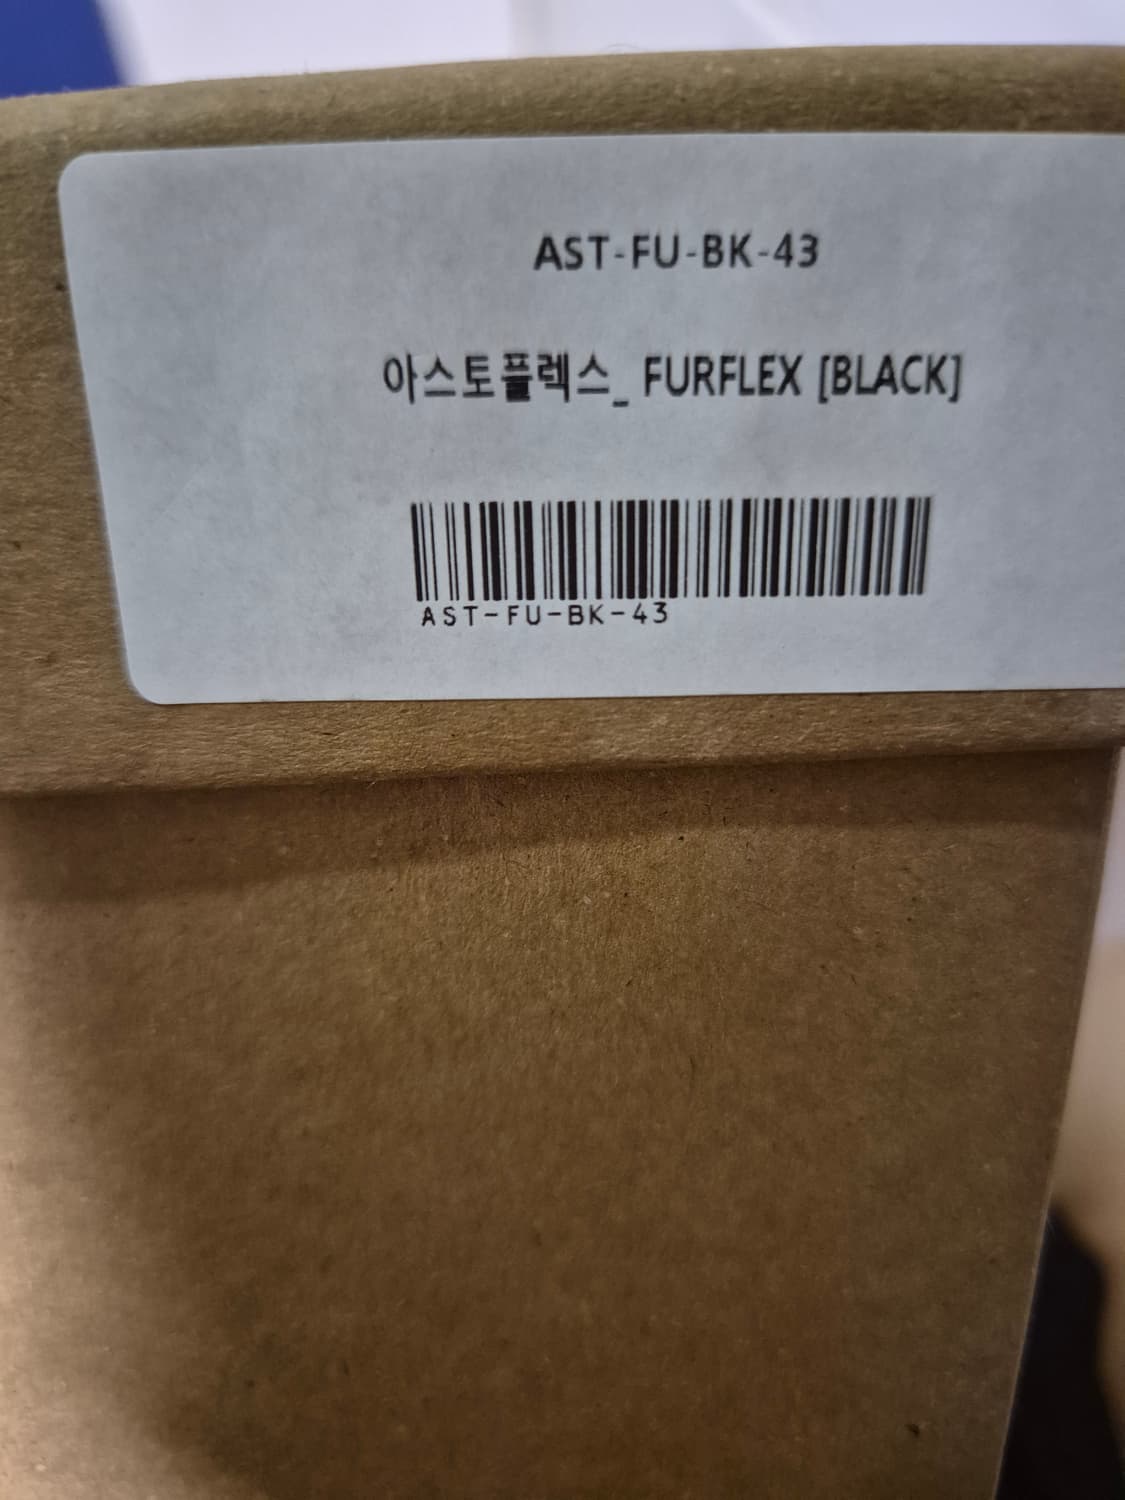 AST-FU-BK-43
아스토플렉스_ FURFLEX [BLACK]
AST-FU-BK-43